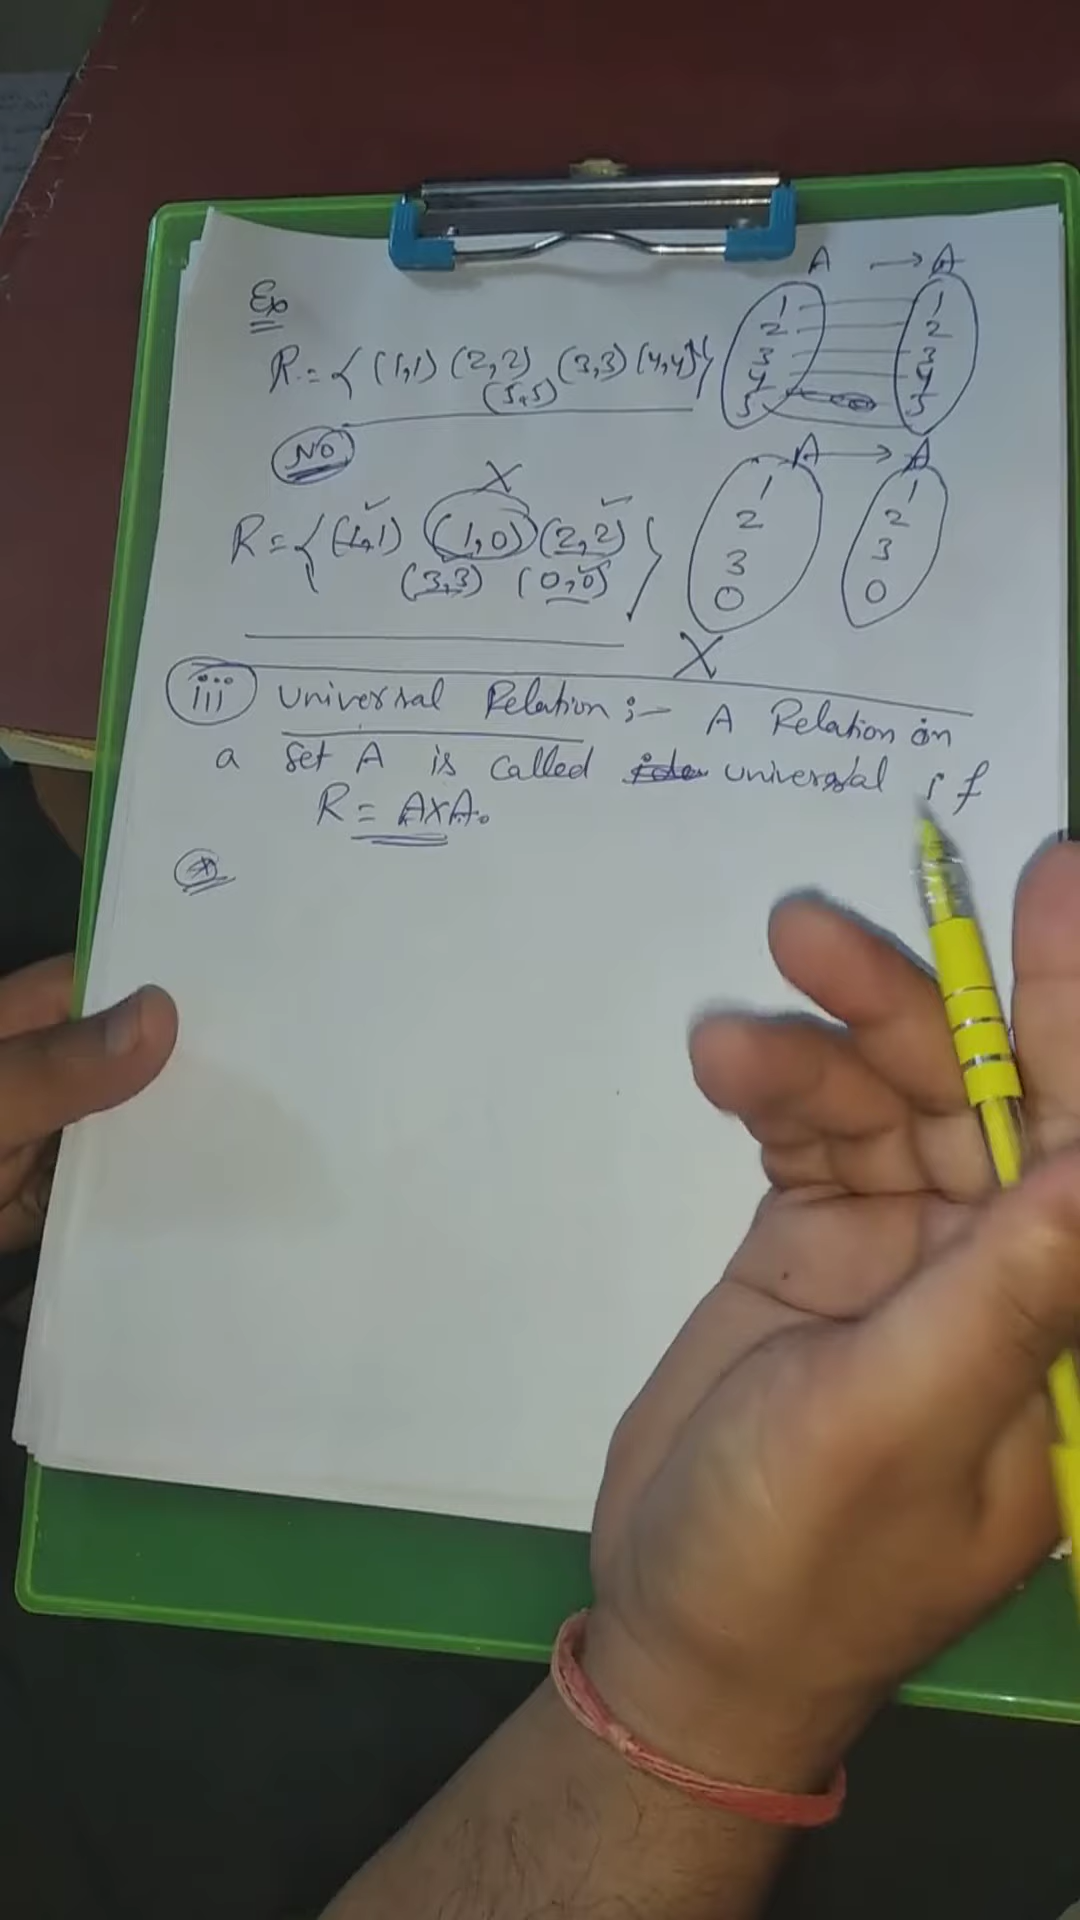 A → A
Ex
R = { (1,1) (2,2) (3,3) (4,4) }
(5,5)
1 1
2 2
3 3
4 4
5 5
NO
A → A
X
R = { (1,1) (1,0) (2,2) }
(3,3) (0,0)
1 1
2 2
3 3
0 0
X
iii Universal Relation :- A Relation on
a set A is called universal if
R = A×A.